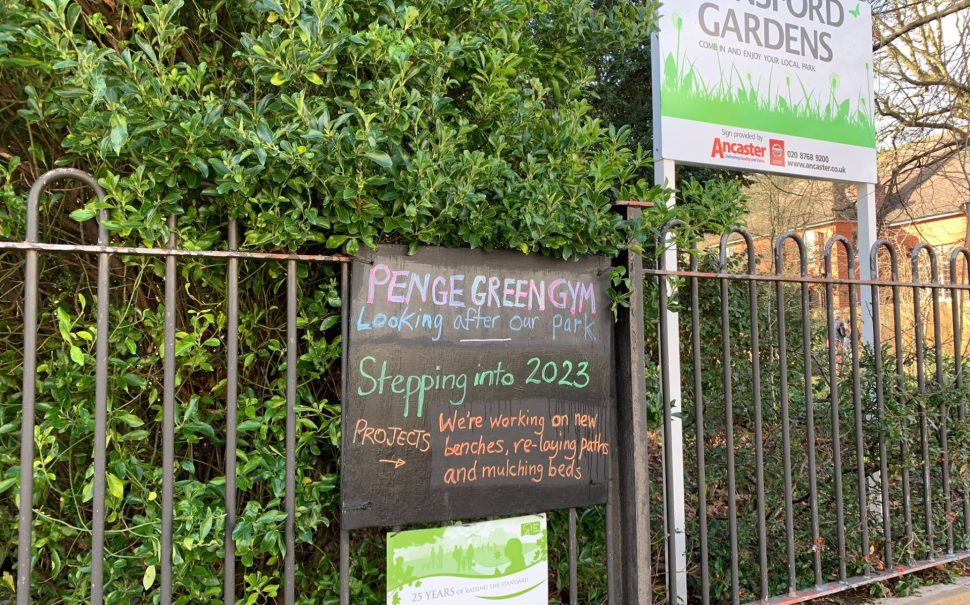 GARDENS
COME IN AND ENJOY YOUR LOCAL PARK
Sign provided by
Ancaster
020 8768 9200
www.ancaster.co.uk
PENGE GREEN GYM
Looking after our park
Stepping into 2023
PROJECTS
We're working on new
benches, re-laying paths
and mulching beds
25 YEARS OF RAISING THE STANDARD